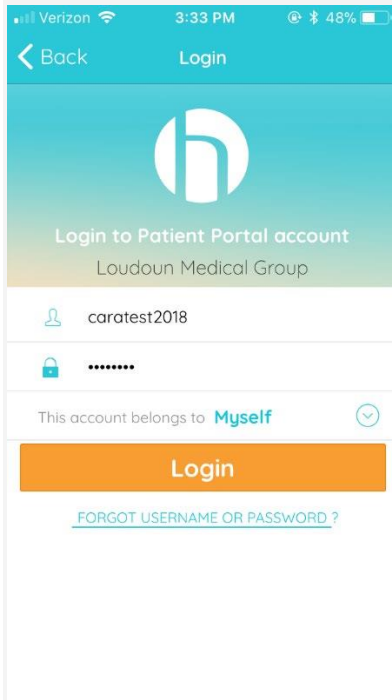 Verizon 3:33 PM 48%
Back Login
h
Login to Patient Portal account
Loudoun Medical Group
caratest2018
••••••••
This account belongs to Myself
Login
FORGOT USERNAME OR PASSWORD ?